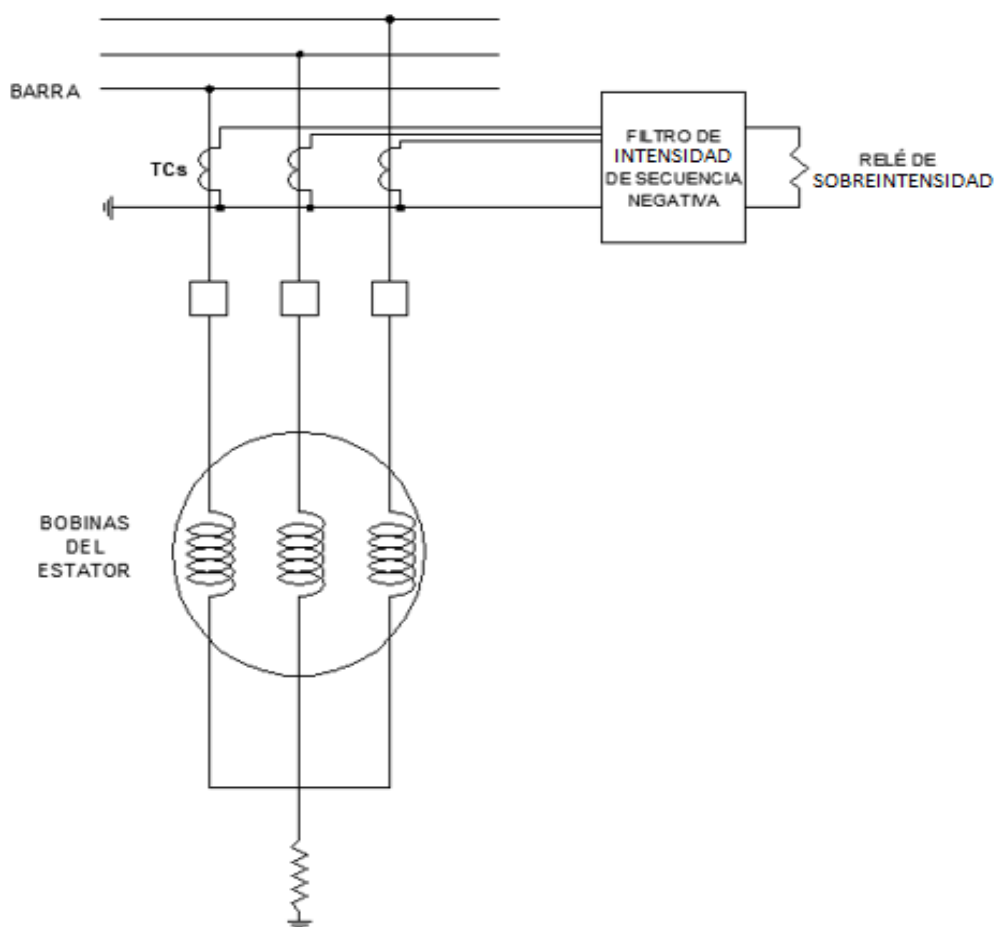 BARRA
TCs
FILTRO DE
INTENSIDAD
DE SECUENCIA
NEGATIVA
RELÉ DE
SOBREINTENSIDAD
BOBINAS
DEL
ESTATOR